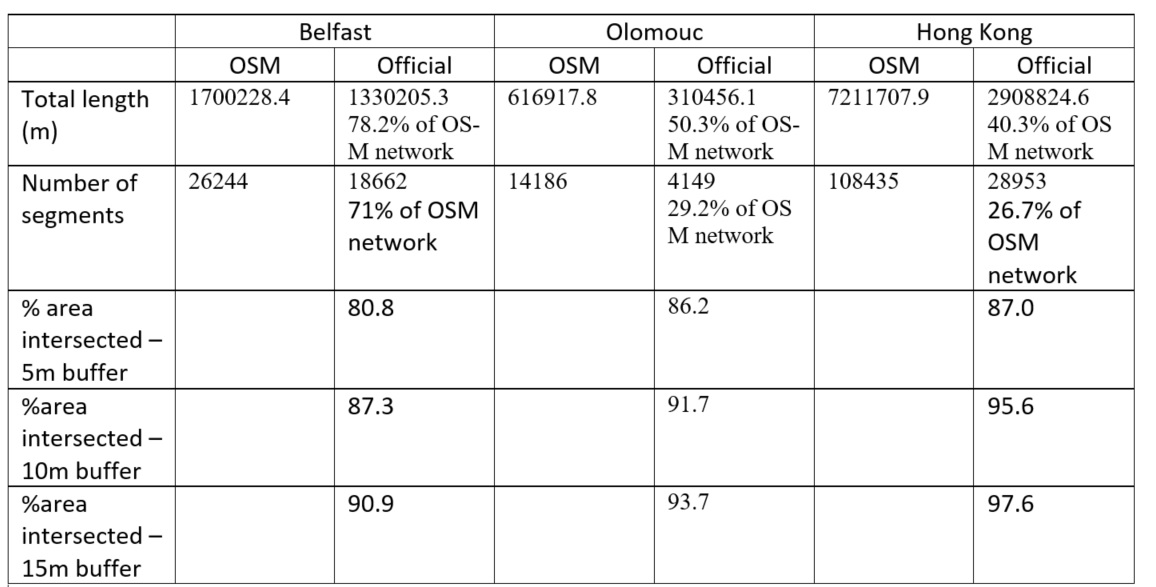 Belfast Olomouc Hong Kong
OSM Official OSM Official OSM Official
Total length (m) 1700228.4 1330205.3 78.2% of OS-M network 616917.8 310456.1 50.3% of OS-M network 7211707.9 2908824.6 40.3% of OS M network
Number of segments 26244 18662 71% of OSM network 14186 4149 29.2% of OS M network 108435 28953 26.7% of OSM network
% area intersected – 5m buffer 80.8 86.2 87.0
%area intersected – 10m buffer 87.3 91.7 95.6
%area intersected – 15m buffer 90.9 93.7 97.6